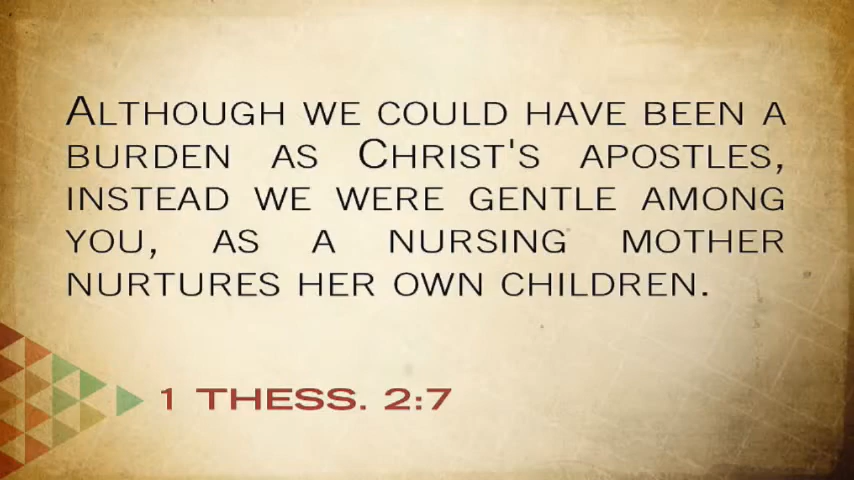 ALTHOUGH WE COULD HAVE BEEN A
BURDEN AS CHRIST'S APOSTLES,
INSTEAD WE WERE GENTLE AMONG
YOU, AS A NURSING MOTHER
NURTURES HER OWN CHILDREN.
1 THESS. 2:7